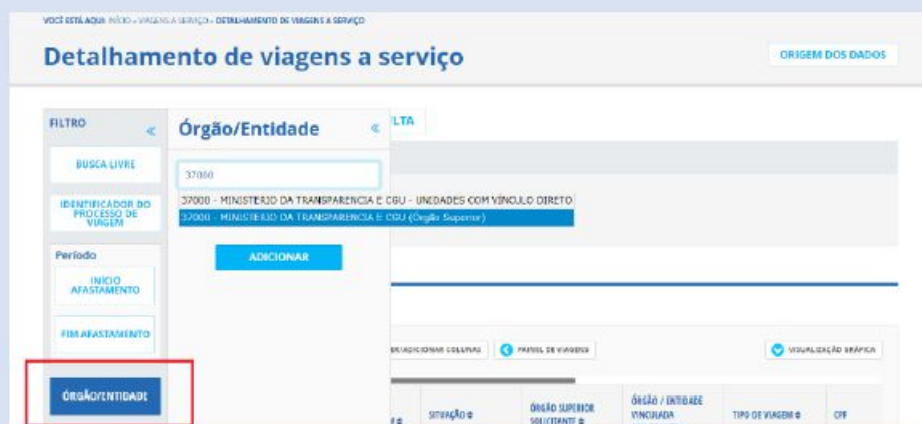 VOCÊ ESTÁ AQUI: INÍCIO » VIAGENS A SERVIÇO » DETALHAMENTO DE VIAGENS A SERVIÇO
Detalhamento de viagens a serviço
ORIGEM DOS DADOS
FILTRO
«
Órgão/Entidade
«
LTA
BUSCA LIVRE
37000
IDENTIFICADOR DO
PROCESSO DE
VIAGEM
37000 - MINISTERIO DA TRANSPARENCIA E CGU - UNIDADES COM VÍNCULO DIRETO
37000 - MINISTERIO DA TRANSPARENCIA E CGU (Órgão Superior)
Período
ADICIONAR
INÍCIO
AFASTAMENTO
FIM AFASTAMENTO
ADICIONAR COLUNAS
PAINEL DE VIAGENS
VISUALIZAÇÃO GRÁFICA
ÓRGÃO/ENTIDADE
SITUAÇÃO
ÓRGÃO SUPERIOR
SOLICITANTE
ÓRGÃO / ENTIDADE
VINCULADA
TIPO DE VIAGEM
CPF